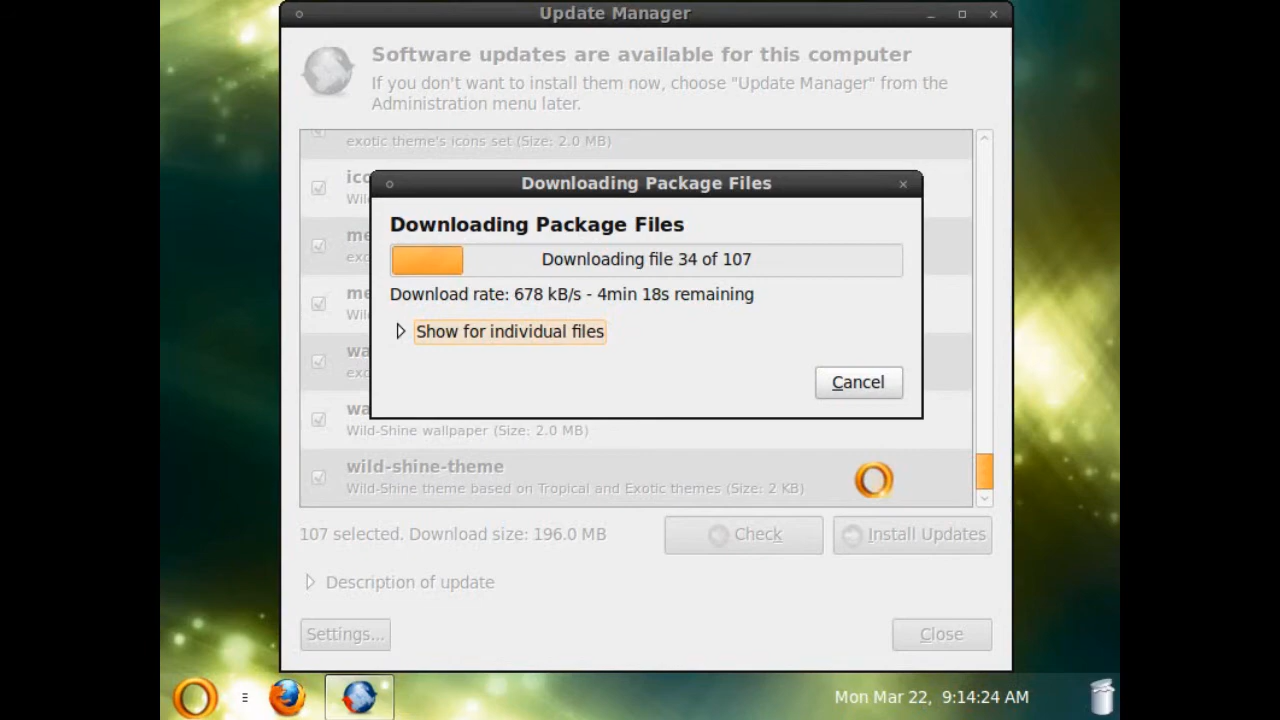 Update Manager
Software updates are available for this computer
If you don't want to install them now, choose "Update Manager" from the
Administration menu later.
exotic theme's icons set (Size: 2.0 MB)
Downloading Package Files
Downloading Package Files
Downloading file 34 of 107
Download rate: 678 kB/s - 4min 18s remaining
Show for individual files
Cancel
Wild-Shine wallpaper (Size: 2.0 MB)
wild-shine-theme
Wild-Shine theme based on Tropical and Exotic themes (Size: 2 KB)
107 selected. Download size: 196.0 MB
Check
Install Updates
Description of update
Settings...
Close
Mon Mar 22, 9:14:24 AM